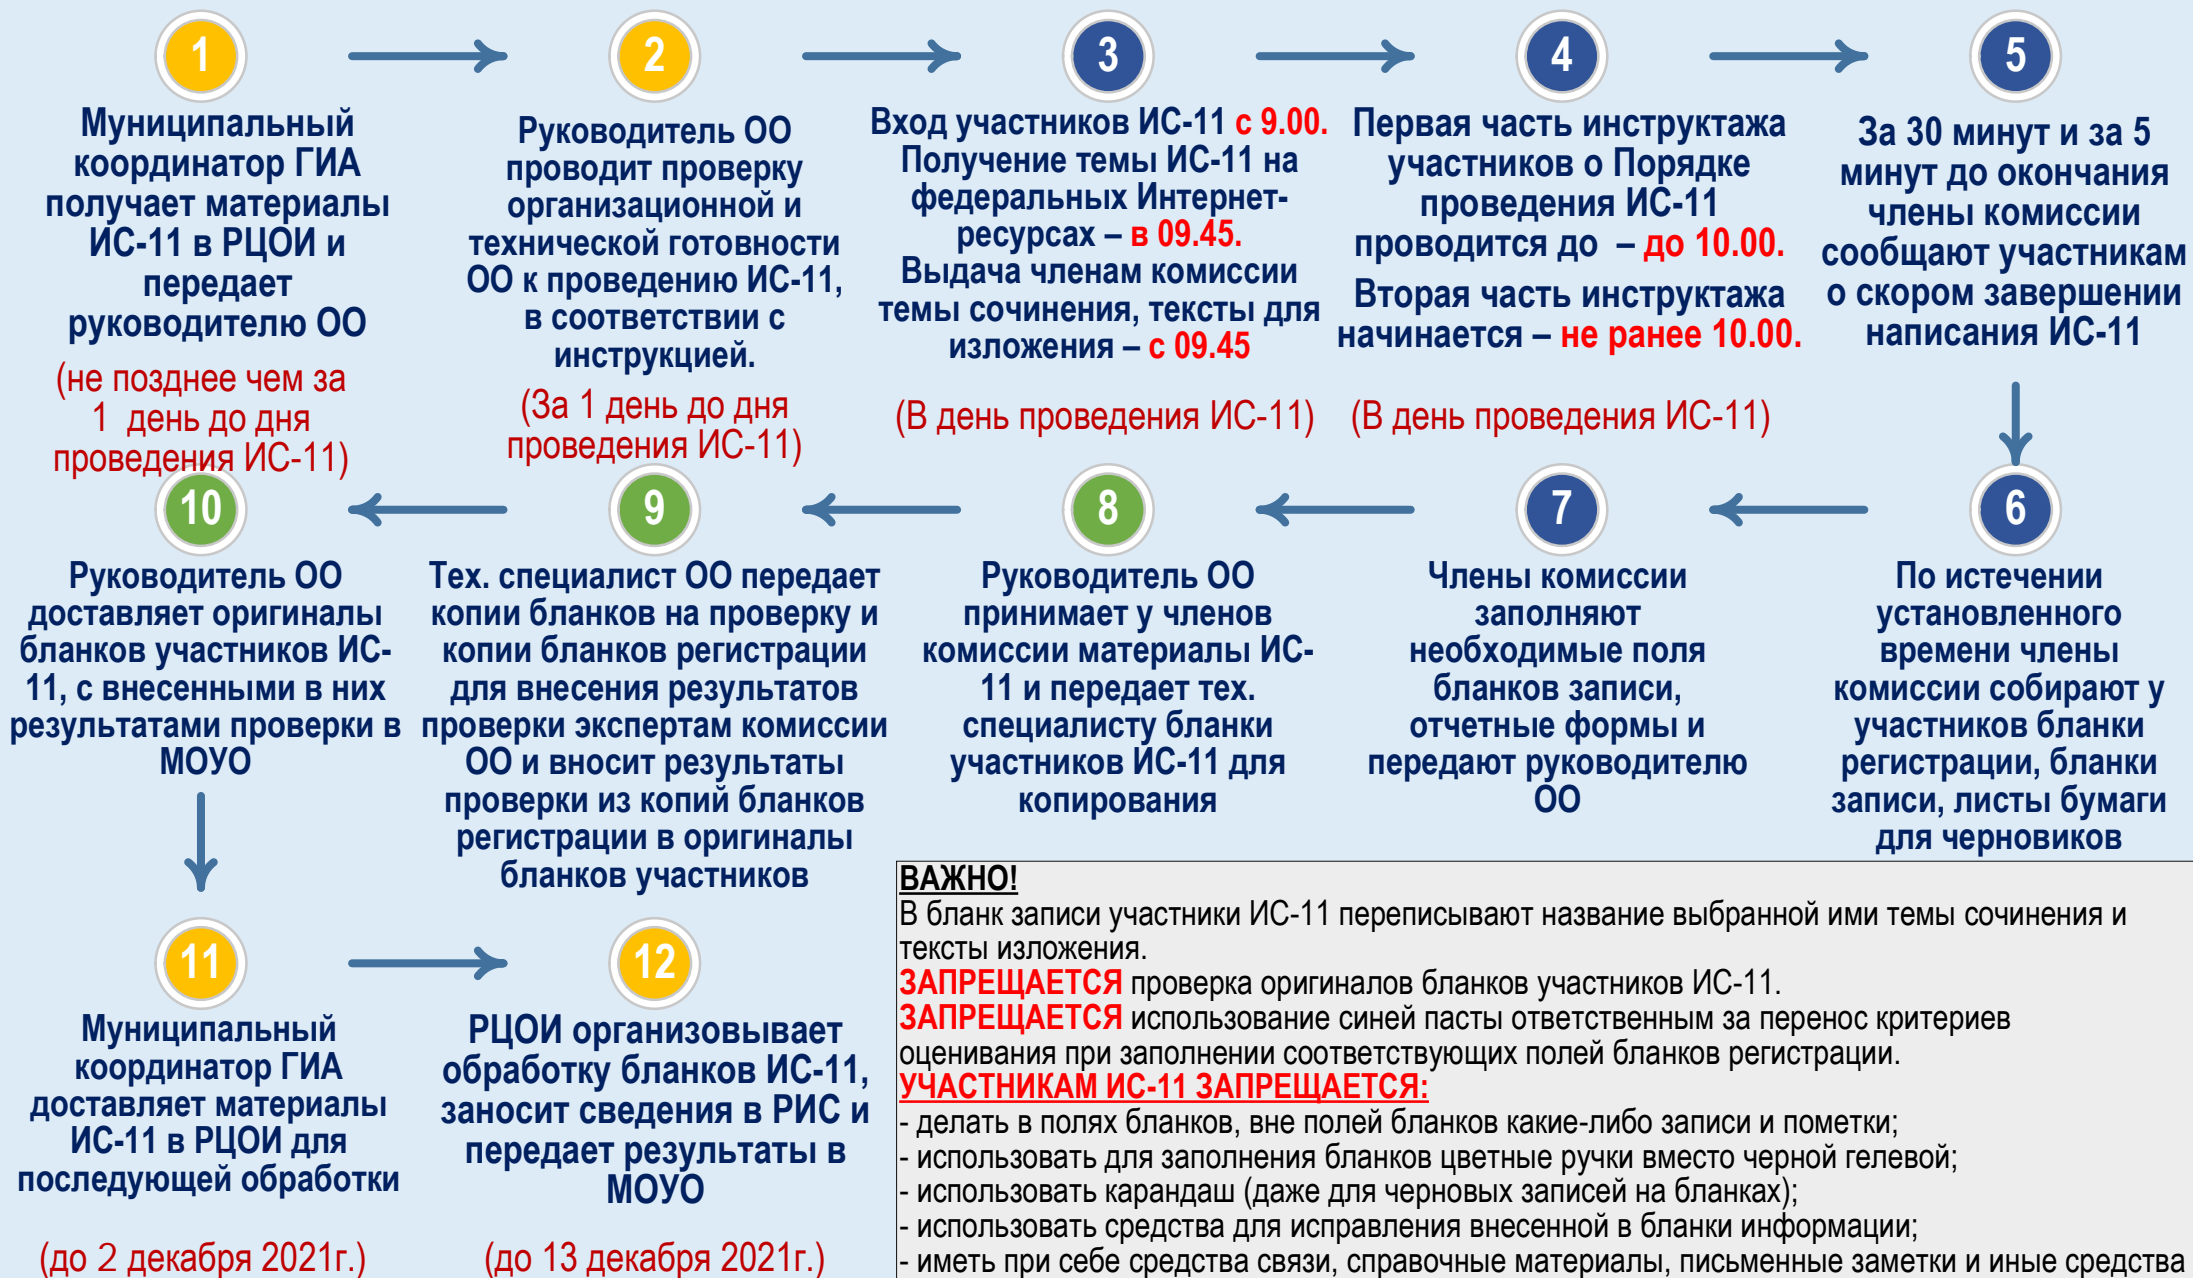 1
Муниципальный
координатор ГИА
получает материалы
ИС-11 в РЦОИ и
передает
руководителю ОО
(не позднее чем за
1 день до дня
проведения ИС-11)
2
Руководитель ОО
проводит проверку
организационной и
технической готовности
ОО к проведению ИС-11,
в соответствии с
инструкцией.
(За 1 день до дня
проведения ИС-11)
3
Вход участников ИС-11 с 9.00.
Получение темы ИС-11 на
федеральных Интернет-
ресурсах – в 09.45.
Выдача членам комиссии
темы сочинения, тексты для
изложения – с 09.45
(В день проведения ИС-11)
4
Первая часть инструктажа
участников о Порядке
проведения ИС-11
проводится до – до 10.00.
Вторая часть инструктажа
начинается – не ранее 10.00.
(В день проведения ИС-11)
5
За 30 минут и за 5
минут до окончания
члены комиссии
сообщают участникам
о скором завершении
написания ИС-11
6
По истечении
установленного
времени члены
комиссии собирают у
участников бланки
регистрации, бланки
записи, листы бумаги
для черновиков
7
Члены комиссии
заполняют
необходимые поля
бланков записи,
отчетные формы и
передают руководителю
ОО
8
Руководитель ОО
принимает у членов
комиссии материалы ИС-
11 и передает тех.
специалисту бланки
участников ИС-11 для
копирования
9
Тех. специалист ОО передает
копии бланков на проверку и
копии бланков регистрации
для внесения результатов
проверки экспертам комиссии
ОО и вносит результаты
проверки из копий бланков
регистрации в оригиналы
бланков участников
10
Руководитель ОО
доставляет оригиналы
бланков участников ИС-
11, с внесенными в них
результатами проверки в
МОУО
11
Муниципальный
координатор ГИА
доставляет материалы
ИС-11 в РЦОИ для
последующей обработки
(до 2 декабря 2021г.)
12
РЦОИ организовывает
обработку бланков ИС-11,
заносит сведения в РИС и
передает результаты в
МОУО
(до 13 декабря 2021г.)
ВАЖНО!
В бланк записи участники ИС-11 переписывают название выбранной ими темы сочинения и
тексты изложения.
ЗАПРЕЩАЕТСЯ проверка оригиналов бланков участников ИС-11.
ЗАПРЕЩАЕТСЯ использование синей пасты ответственным за перенос критериев
оценивания при заполнении соответствующих полей бланков регистрации.
УЧАСТНИКАМ ИС-11 ЗАПРЕЩАЕТСЯ:
- делать в полях бланков, вне полей бланков какие-либо записи и пометки;
- использовать для заполнения бланков цветные ручки вместо черной гелевой;
- использовать карандаш (даже для черновых записей на бланках);
- использовать средства для исправления внесенной в бланки информации;
- иметь при себе средства связи, справочные материалы, письменные заметки и иные средства